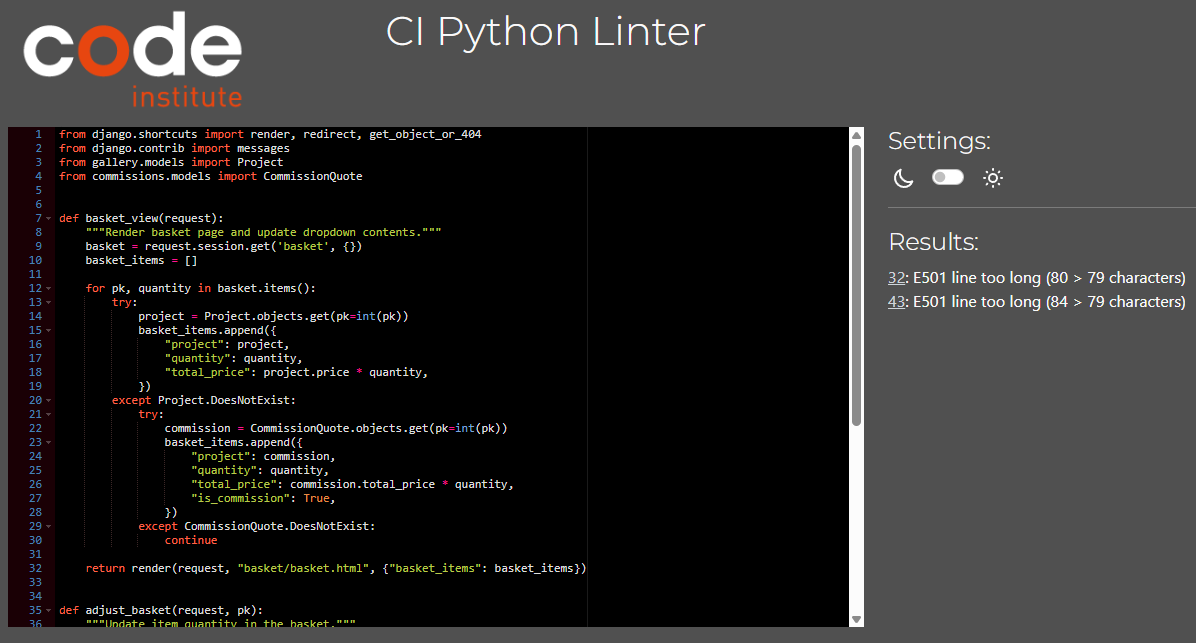 code
institute
CI Python Linter
1 from django.shortcuts import render, redirect, get_object_or_404
2 from django.contrib import messages
3 from gallery.models import Project
4 from commissions.models import CommissionQuote
5
6
7 def basket_view(request):
8     """Render basket page and update dropdown contents."""
9     basket = request.session.get('basket', {})
10     basket_items = []
11
12     for pk, quantity in basket.items():
13         try:
14             project = Project.objects.get(pk=int(pk))
15             basket_items.append({
16                 "project": project,
17                 "quantity": quantity,
18                 "total_price": project.price * quantity,
19             })
20         except Project.DoesNotExist:
21             try:
22                 commission = CommissionQuote.objects.get(pk=int(pk))
23                 basket_items.append({
24                     "project": commission,
25                     "quantity": quantity,
26                     "total_price": commission.total_price * quantity,
27                     "is_commission": True,
28                 })
29             except CommissionQuote.DoesNotExist:
30                 continue
31
32     return render(request, "basket/basket.html", {"basket_items": basket_items})
33
34
35 def adjust_basket(request, pk):
36     """Update item quantity in the basket."""
Settings:
Results:
32: E501 line too long (80 > 79 characters)
43: E501 line too long (84 > 79 characters)